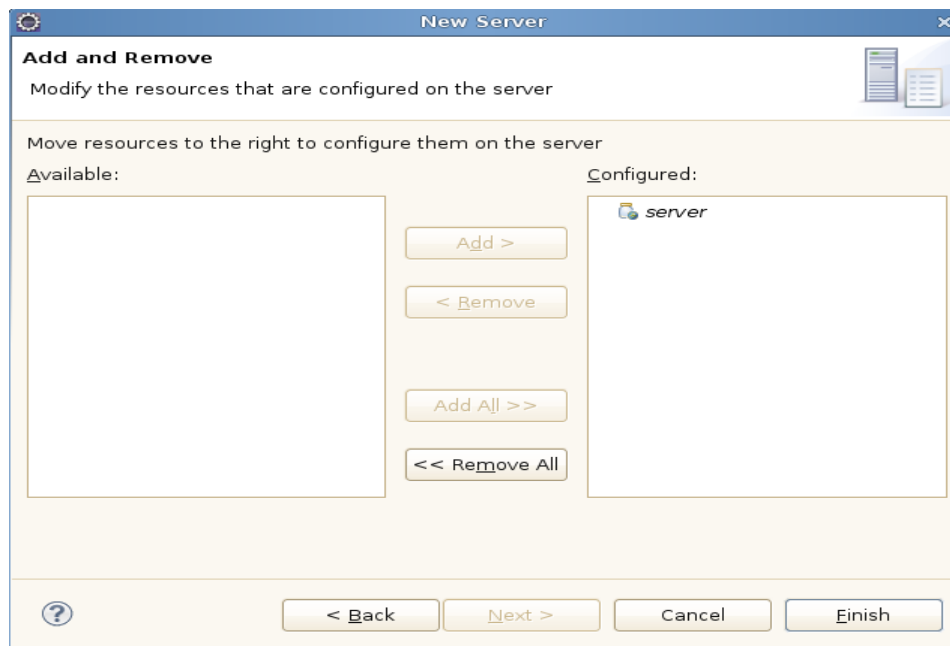 New Server
Add and Remove
Modify the resources that are configured on the server
Move resources to the right to configure them on the server
Available:
Configured:
server
Add >
< Remove
Add All >>
<< Remove All
?
< Back
Next >
Cancel
Finish